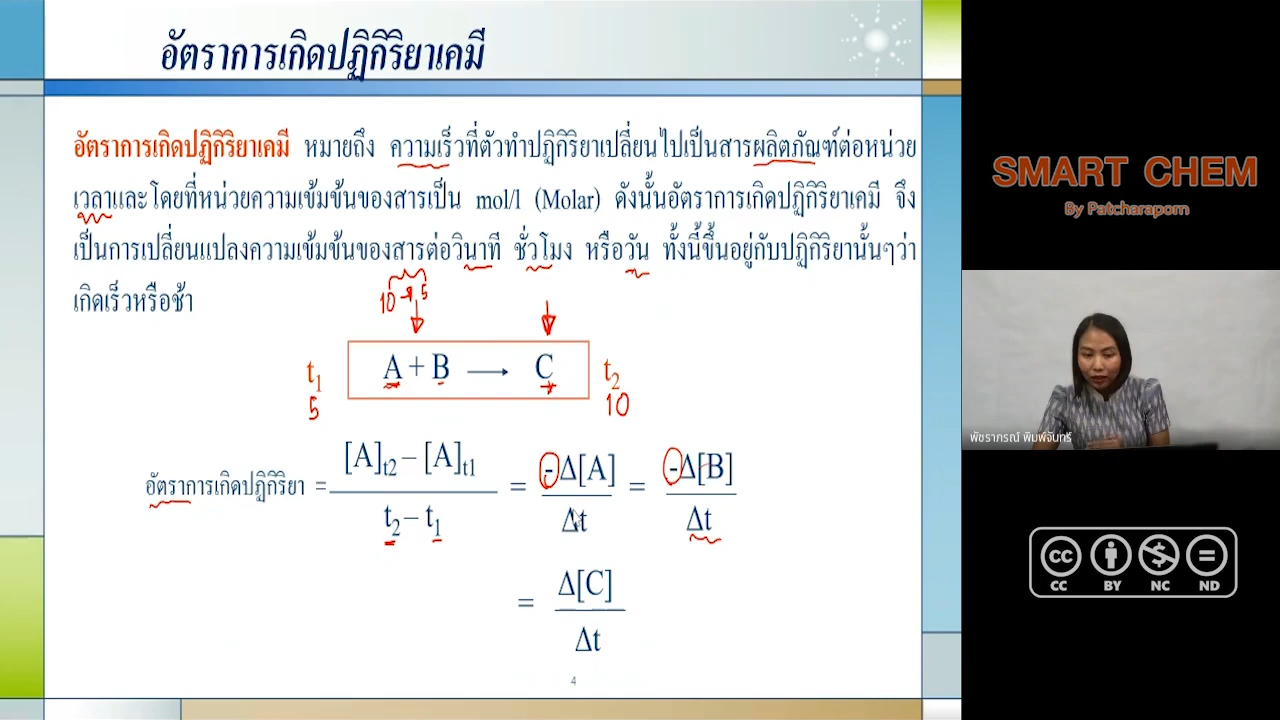 อัตราการเกิดปฏิกิริยาเคมี
อัตราการเกิดปฏิกิริยาเคมี หมายถึง ความเร็วที่ตัวทำปฏิกิริยาเปลี่ยนไปเป็นสารผลิตภัณฑ์ต่อหน่วย
เวลาและโดยที่หน่วยความเข้มข้นของสารเป็น mol/l (Molar) ดังนั้นอัตราการเกิดปฏิกิริยาเคมี จึง
เป็นการเปลี่ยนแปลงความเข้มข้นของสารต่อวินาที ชั่วโมง หรือวัน ทั้งนี้ขึ้นอยู่กับปฏิกิริยานั้นๆว่า
เกิดเร็วหรือช้า
10 → 5
t1 A + B → C t2
5 10
อัตราการเกิดปฏิกิริยา = [A]t2 – [A]t1 / t2 – t1 = -Δ[A] / Δt = -Δ[B] / Δt
= Δ[C] / Δt
4
SMART CHEM
By Patcharaporn
พัชราภรณ์ พิมพ์จันทร์
CC BY NC ND